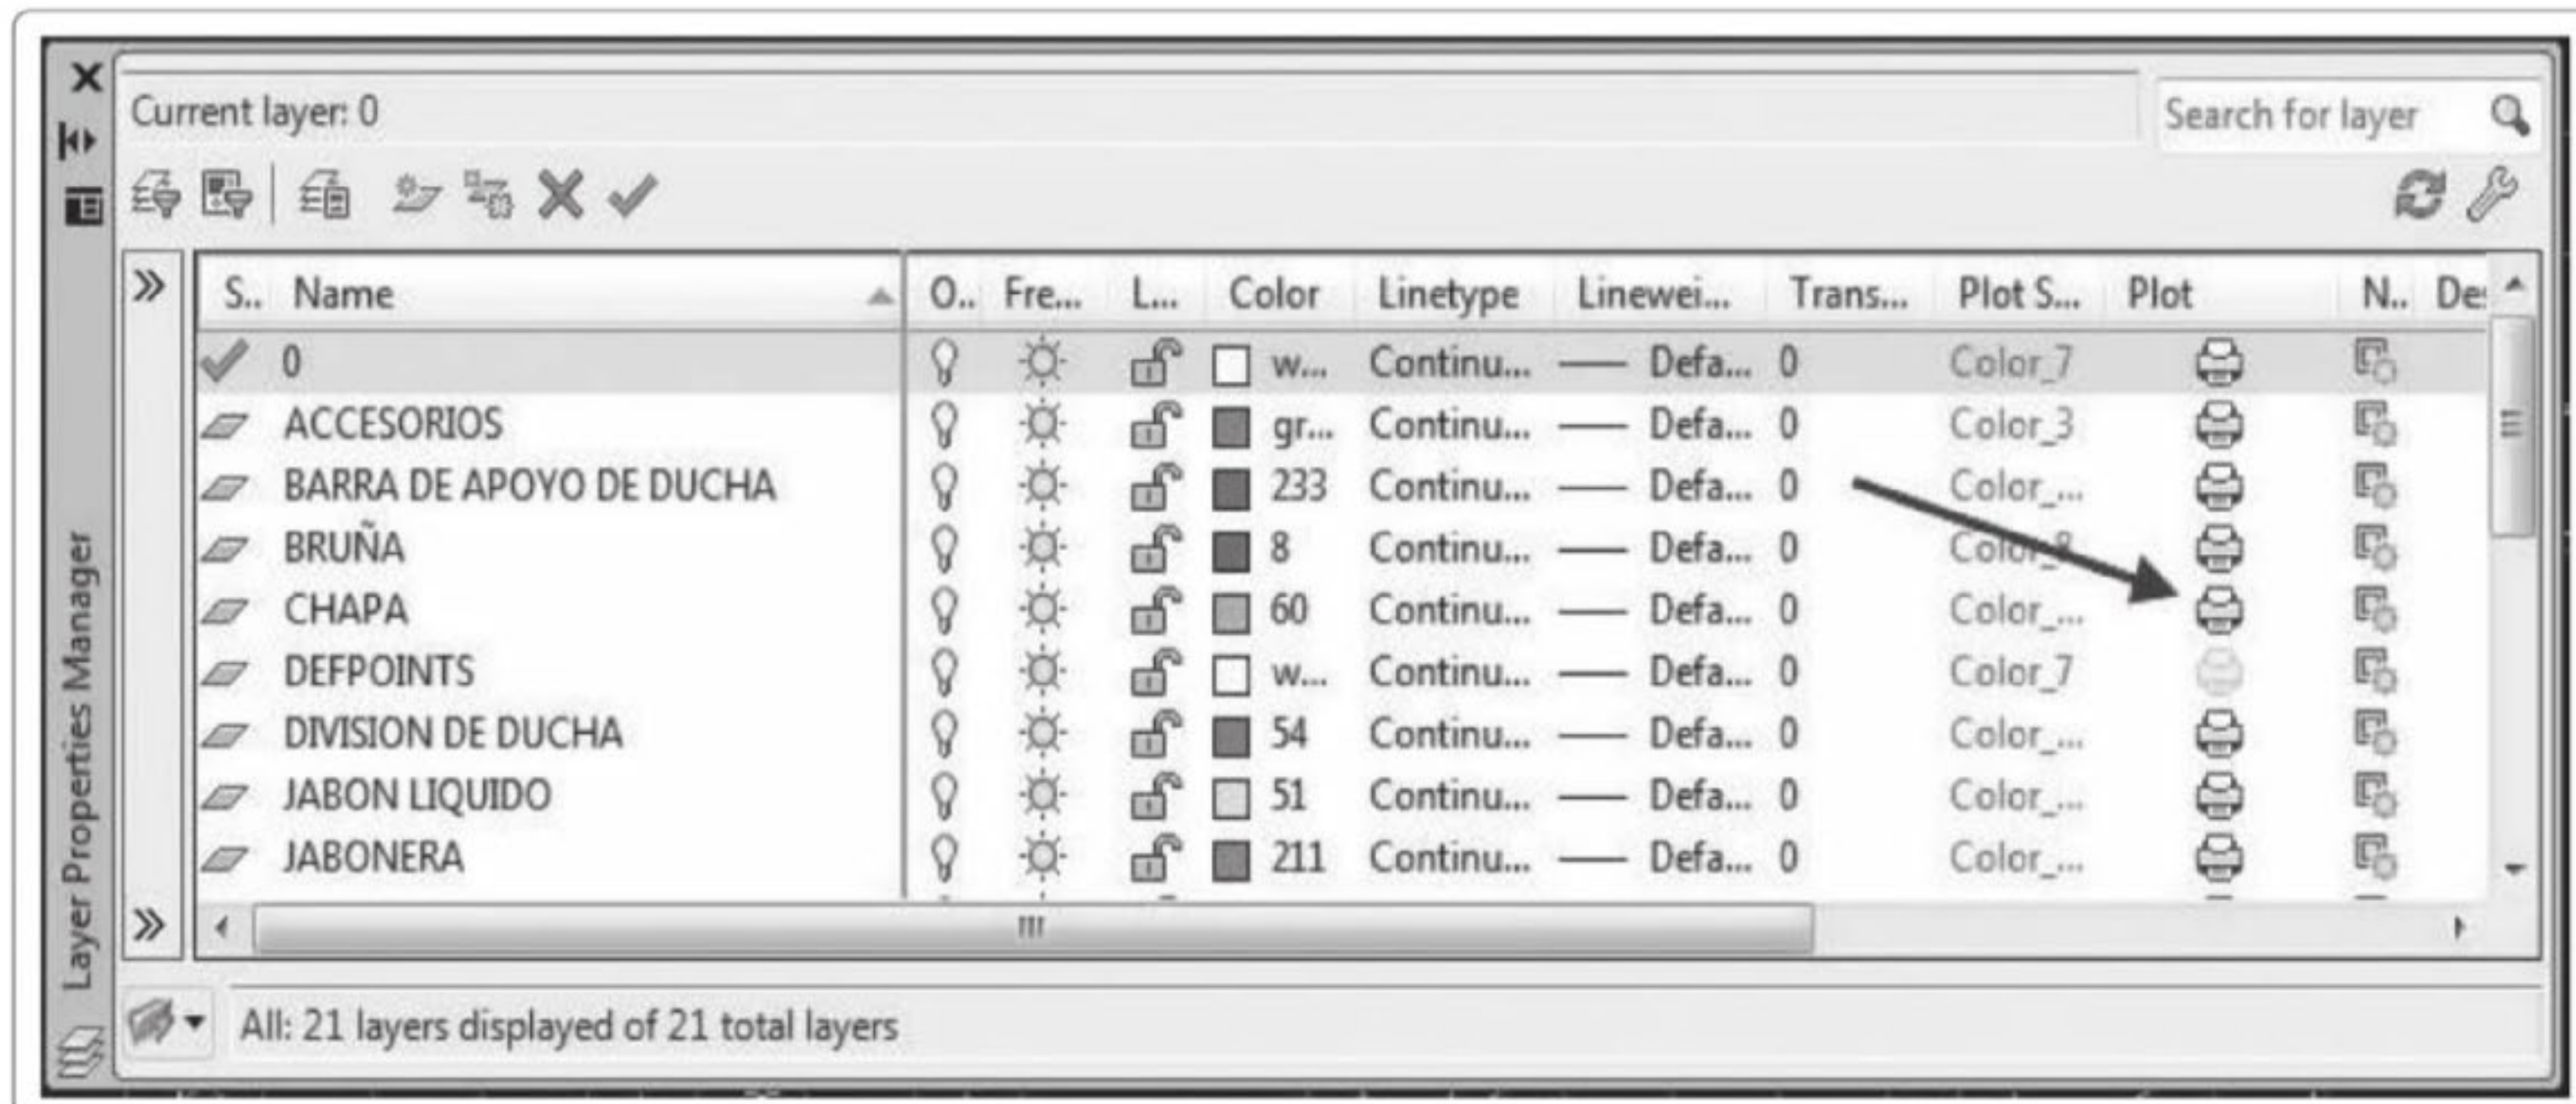 Current layer: 0
Search for layer
S.. Name O.. Fre... L... Color Linetype Linewei... Trans... Plot S... Plot N.. Des
0 w... Continu... Defa... 0 Color_7
ACCESORIOS gr... Continu... Defa... 0 Color_3
BARRA DE APOYO DE DUCHA 233 Continu... Defa... 0 Color_...
BRUÑA 8 Continu... Defa... 0 Color_8
CHAPA 60 Continu... Defa... 0 Color_...
DEFPOINTS w... Continu... Defa... 0 Color_7
DIVISION DE DUCHA 54 Continu... Defa... 0 Color_...
JABON LIQUIDO 51 Continu... Defa... 0 Color_...
JABONERA 211 Continu... Defa... 0 Color_...
All: 21 layers displayed of 21 total layers
Layer Properties Manager